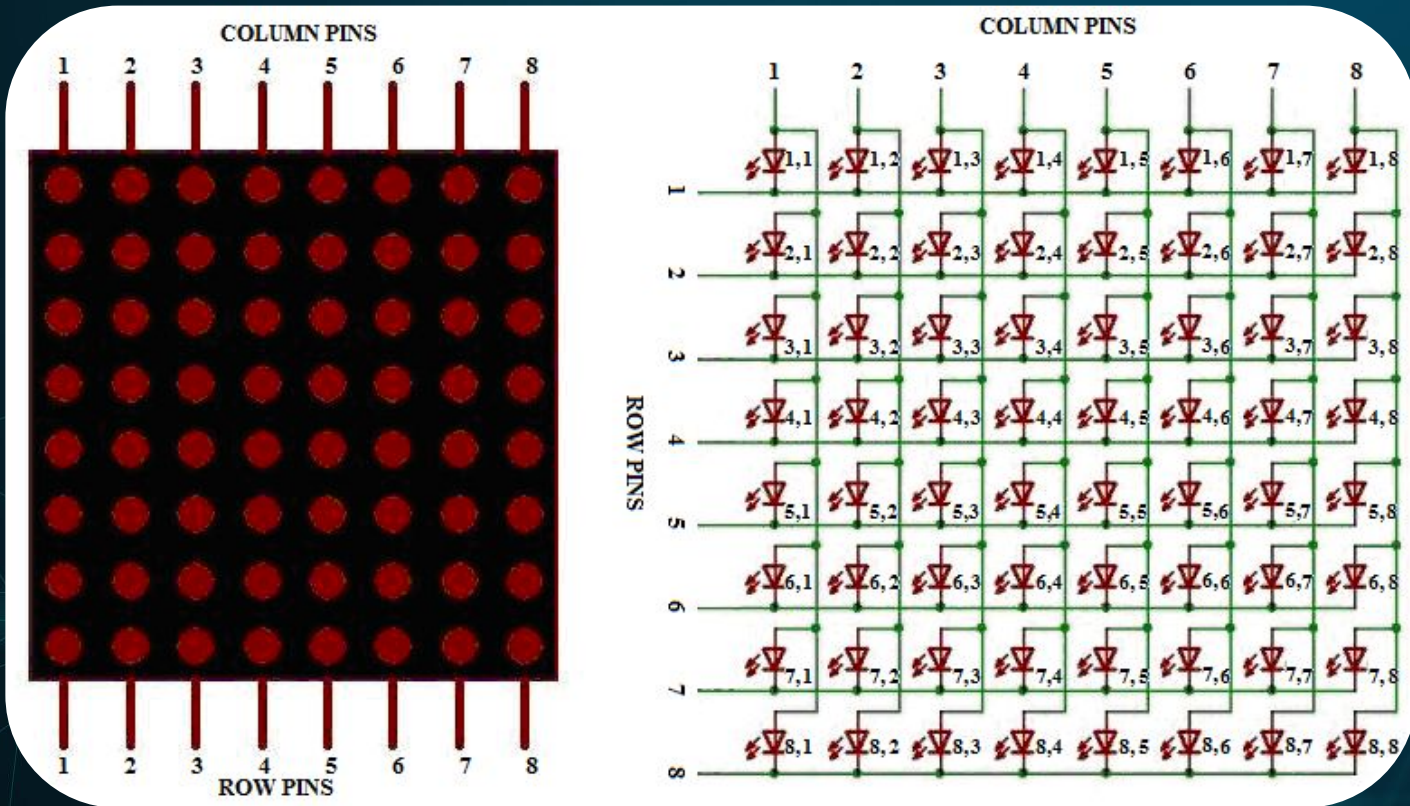 COLUMN PINS
1 2 3 4 5 6 7 8
1 2 3 4 5 6 7 8
ROW PINS
COLUMN PINS
1 2 3 4 5 6 7 8
1,1 1,2 1,3 1,4 1,5 1,6 1,7 1,8
1
2,1 2,2 2,3 2,4 2,5 2,6 2,7 2,8
2
3,1 3,2 3,3 3,4 3,5 3,6 3,7 3,8
3
ROW PINS
4,1 4,2 4,3 4,4 4,5 4,6 4,7 4,8
4
5,1 5,2 5,3 5,4 5,5 5,6 5,7 5,8
5
6,1 6,2 6,3 6,4 6,5 6,6 6,7 6,8
6
7,1 7,2 7,3 7,4 7,5 7,6 7,7 7,8
7
8,1 8,2 8,3 8,4 8,5 8,6 8,7 8,8
8